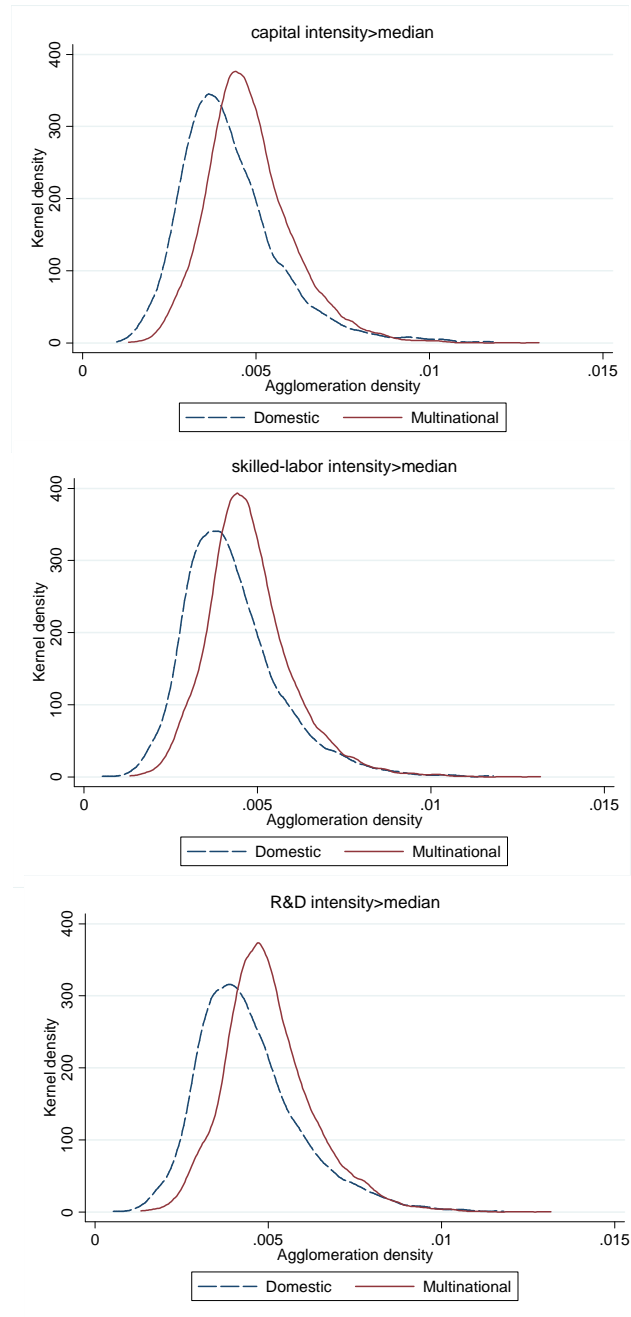 capital intensity>median
400
300
200
100
0
Kernel density
0 .005 .01 .015
Agglomeration density
Domestic Multinational
skilled-labor intensity>median
400
300
200
100
0
Kernel density
0 .005 .01 .015
Agglomeration density
Domestic Multinational
R&D intensity>median
400
300
200
100
0
Kernel density
0 .005 .01 .015
Agglomeration density
Domestic Multinational